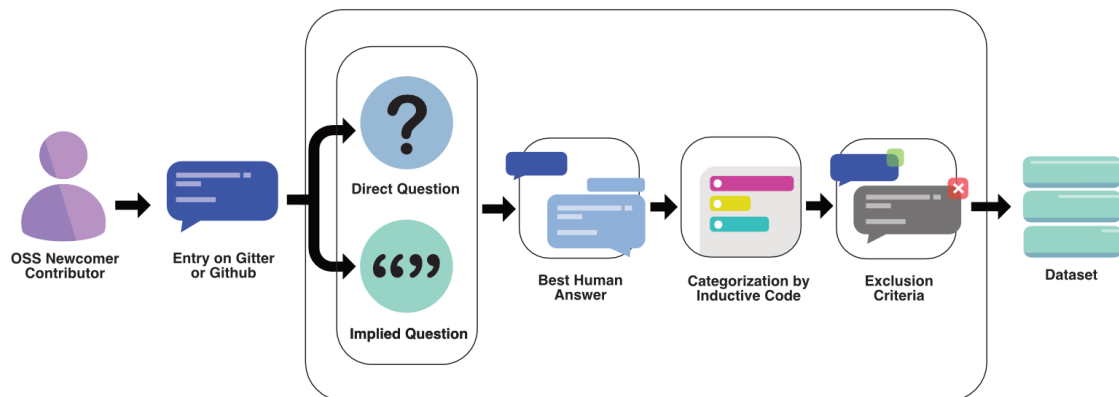 OSS Newcomer
Contributor
Entry on Gitter
or Github
?
Direct Question
“”
Implied Question
Best Human
Answer
Categorization by
Inductive Code
Exclusion
Criteria
Dataset